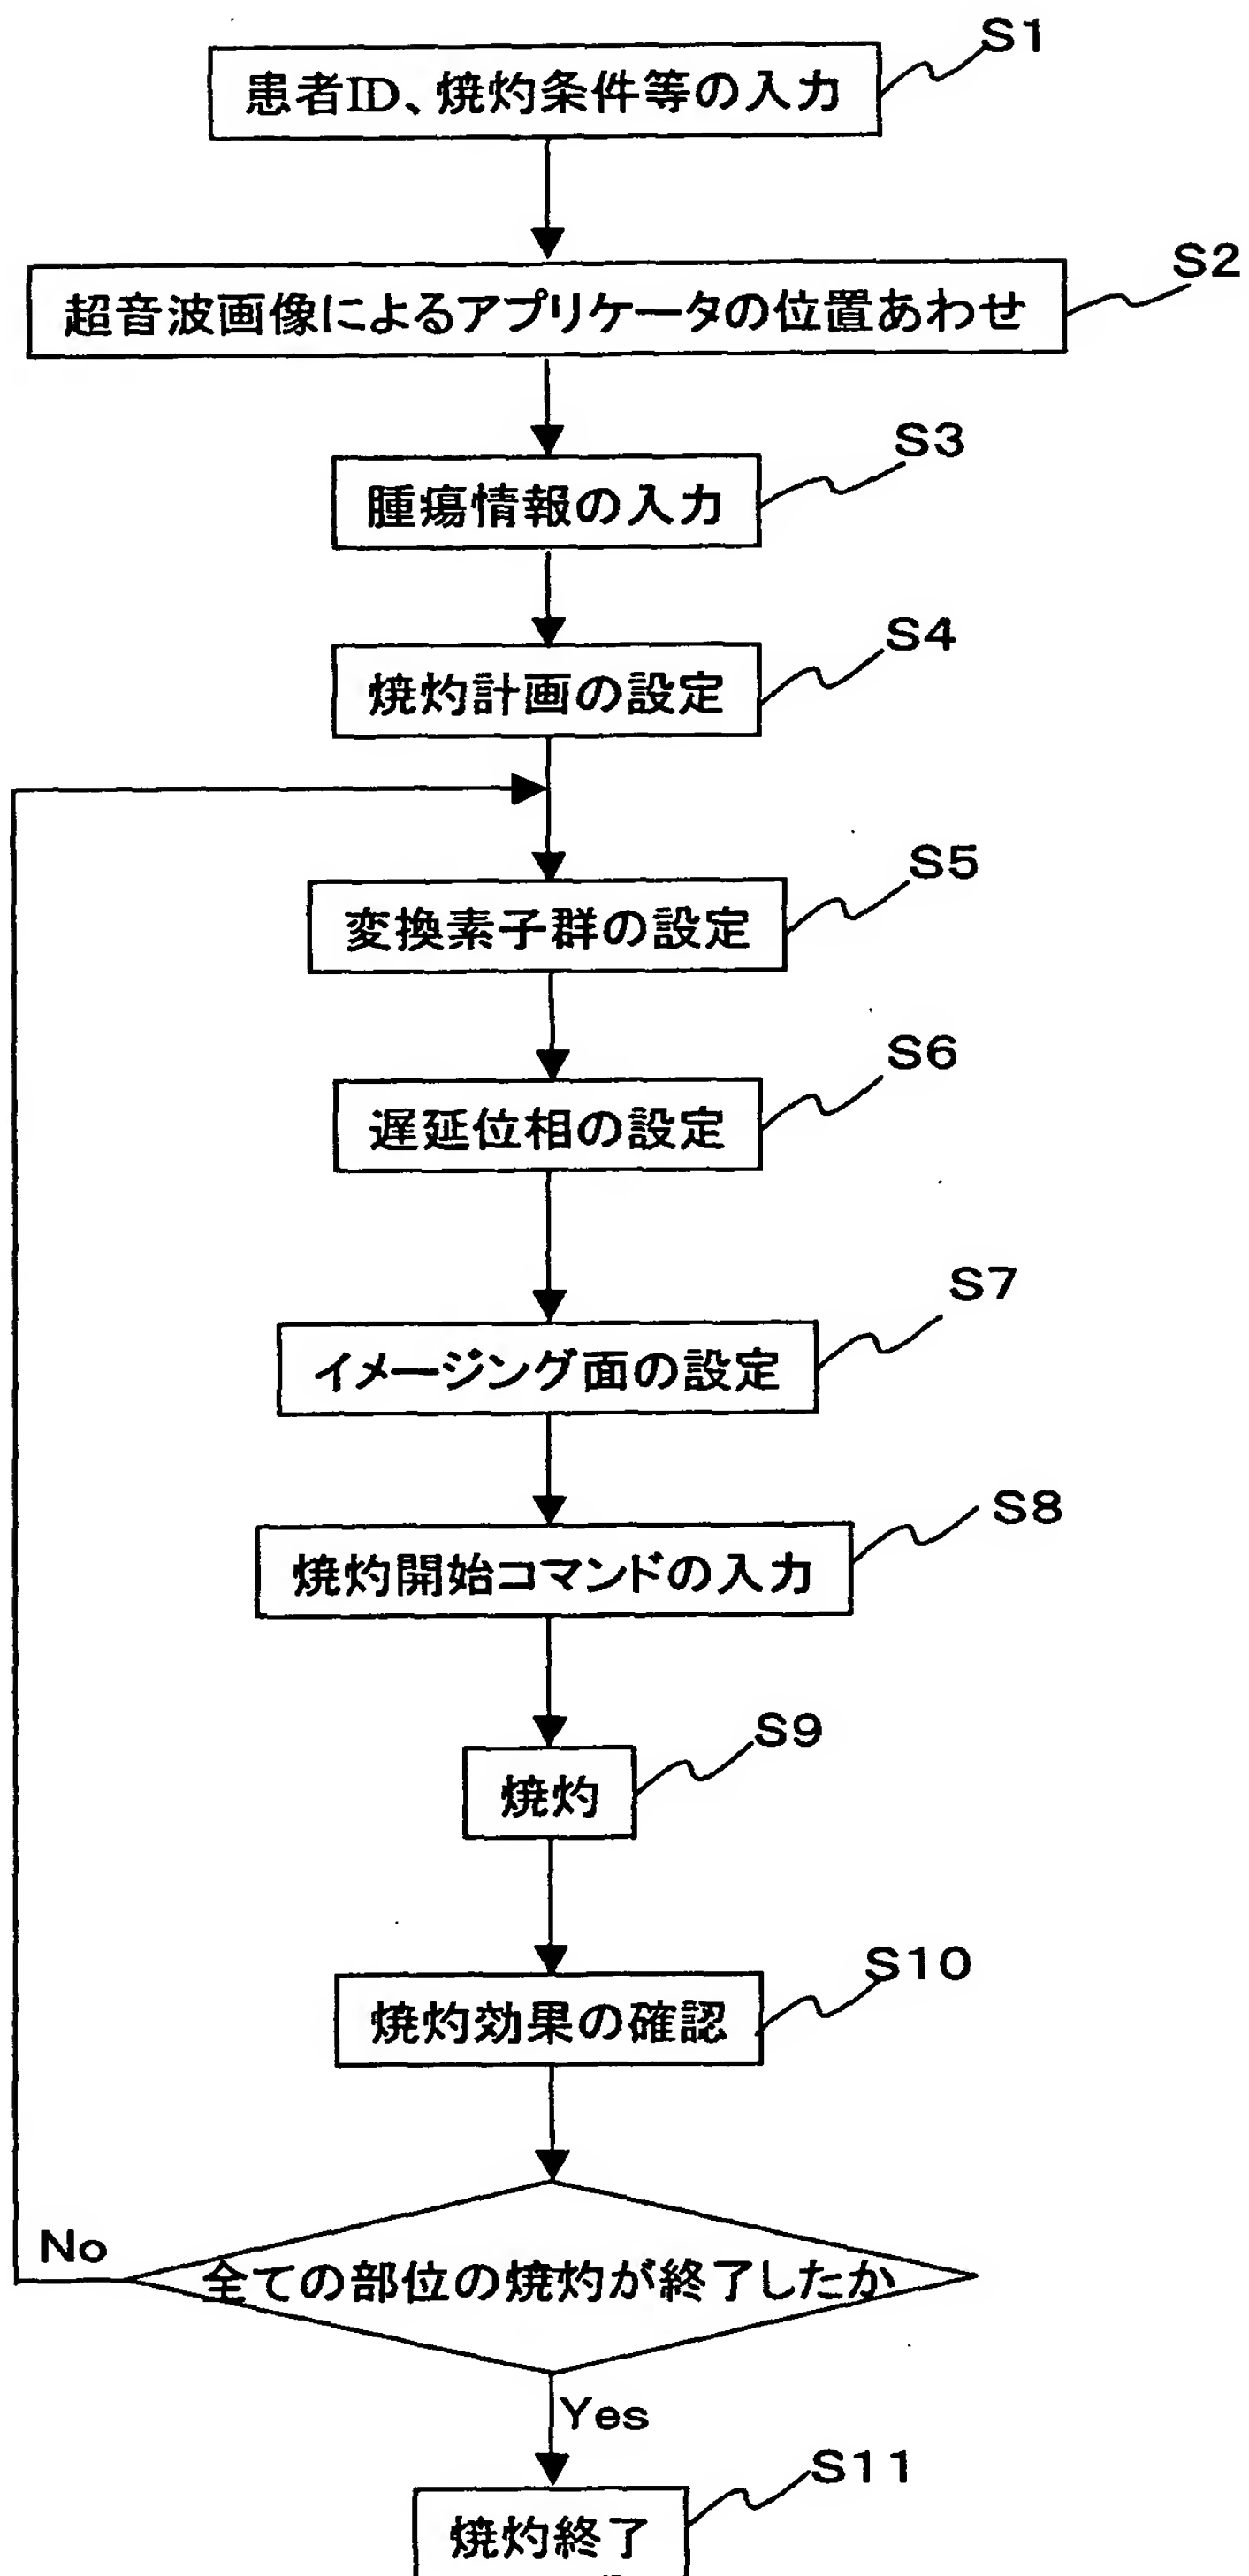 S1
患者ID、焼灼条件等の入力
S2
超音波画像によるアプリケータの位置あわせ
S3
腫瘍情報の入力
S4
焼灼計画の設定
S5
変換素子群の設定
S6
遅延位相の設定
S7
イメージング面の設定
S8
焼灼開始コマンドの入力
S9
焼灼
S10
焼灼効果の確認
No
全ての部位の焼灼が終了したか
Yes
S11
焼灼終了